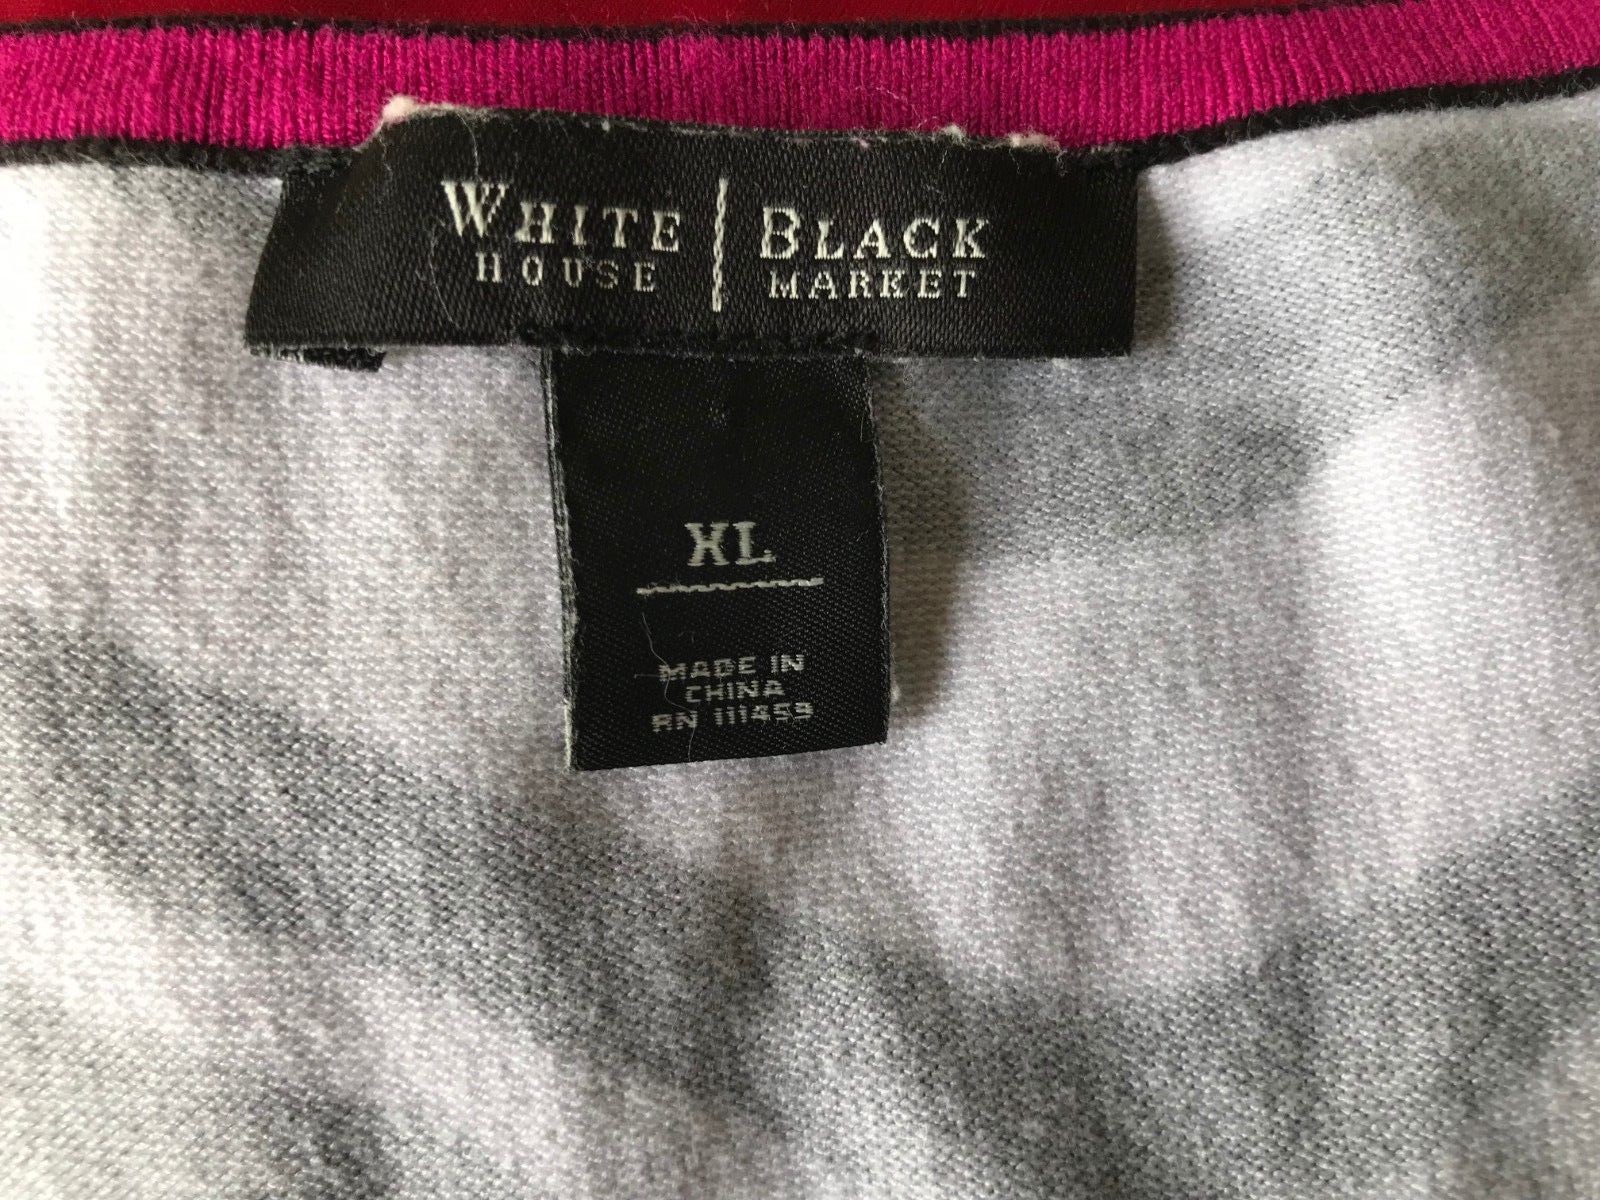 WHITE | BLACK
HOUSE | MARKET
XL
MADE IN
CHINA
RN 111459